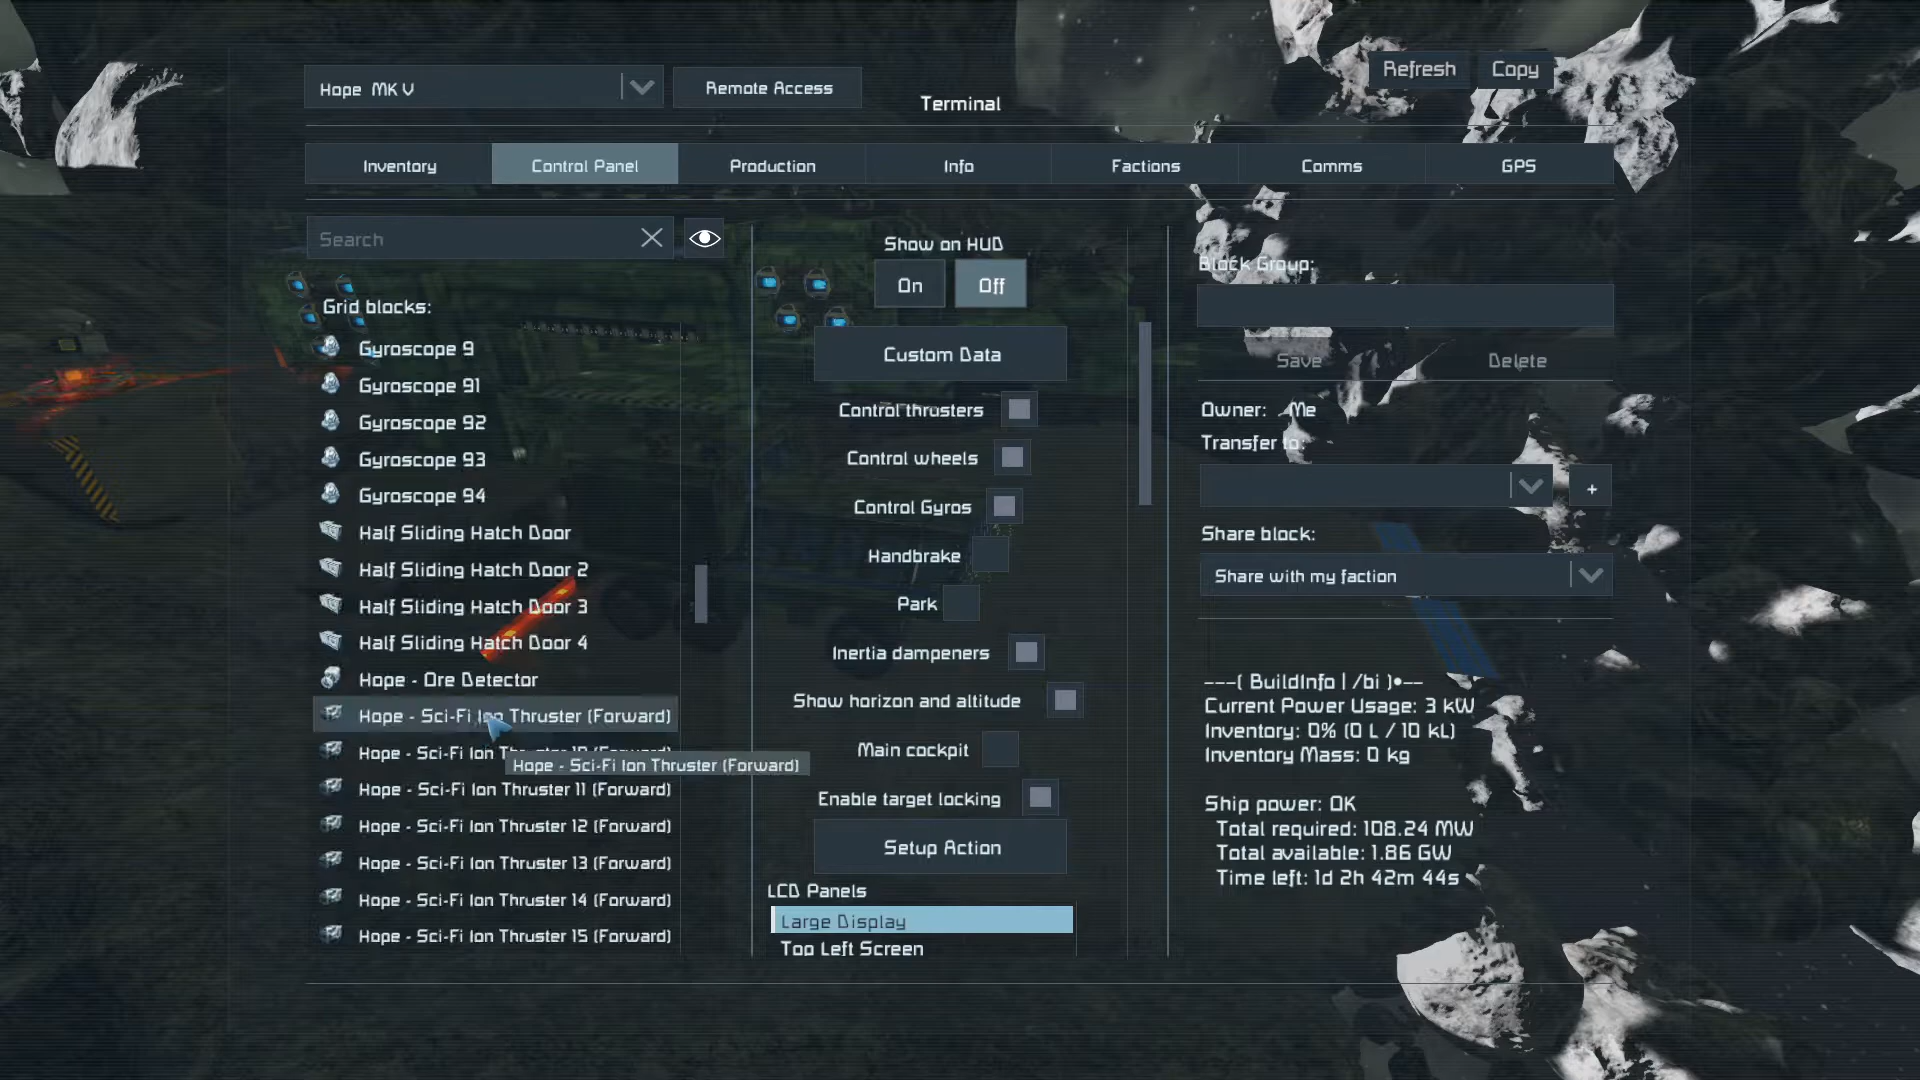 Refresh Copy
Hope MK V
Remote Access
Terminal
Inventory Control Panel Production Info Factions Comms GPS
Search
Grid blocks:
Gyroscope 9
Gyroscope 91
Gyroscope 92
Gyroscope 93
Gyroscope 94
Half Sliding Hatch Door
Half Sliding Hatch Door 2
Half Sliding Hatch Door 3
Half Sliding Hatch Door 4
Hope - Ore Detector
Hope - Sci-Fi Ion Thruster (Forward)
Hope - Sci-Fi Ion
Hope - Sci-Fi Ion Thruster (Forward)
Hope - Sci-Fi Ion Thruster 11 (Forward)
Hope - Sci-Fi Ion Thruster 12 (Forward)
Hope - Sci-Fi Ion Thruster 13 (Forward)
Hope - Sci-Fi Ion Thruster 14 (Forward)
Hope - Sci-Fi Ion Thruster 15 (Forward)
Show on HUD
On Off
Custom Data
Control thrusters
Control wheels
Control Gyros
Handbrake
Park
Inertia dampeners
Show horizon and altitude
Main cockpit
Enable target locking
Setup Action
LCD Panels
Large Display
Top Left Screen
Block Group:
Save Delete
Owner: Me
Transfer to:
+
Share block:
Share with my faction
---( BuildInfo | /bi )•--
Current Power Usage: 3 kW
Inventory: 0% (0 L / 10 kL)
Inventory Mass: 0 kg
Ship power: OK
Total required: 108.24 MW
Total available: 1.86 GW
Time left: 1d 2h 42m 44s